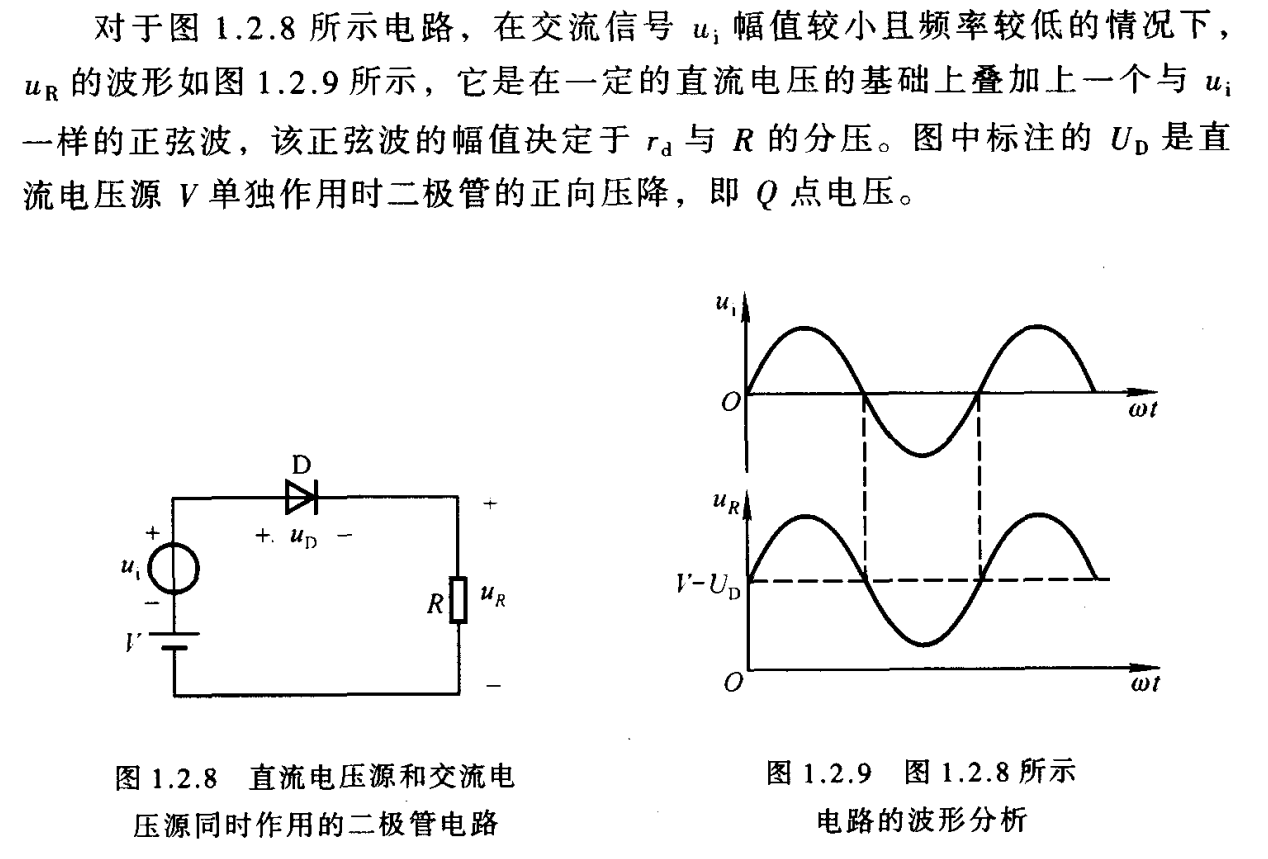 对于图 1.2.8 所示电路，在交流信号 uᵢ 幅值较小且频率较低的情况下，
u_R 的波形如图 1.2.9 所示，它是在一定的直流电压的基础上叠加上一个与 uᵢ
一样的正弦波，该正弦波的幅值决定于 r_d 与 R 的分压。图中标注的 U_D 是直
流电压源 V 单独作用时二极管的正向压降，即 Q 点电压。
D
+ u_D −
+
uᵢ
−
V
R
+
u_R
−
图 1.2.8 直流电压源和交流电
压源同时作用的二极管电路
uᵢ
O
ωt
u_R
V−U_D
O
ωt
图 1.2.9 图 1.2.8 所示
电路的波形分析